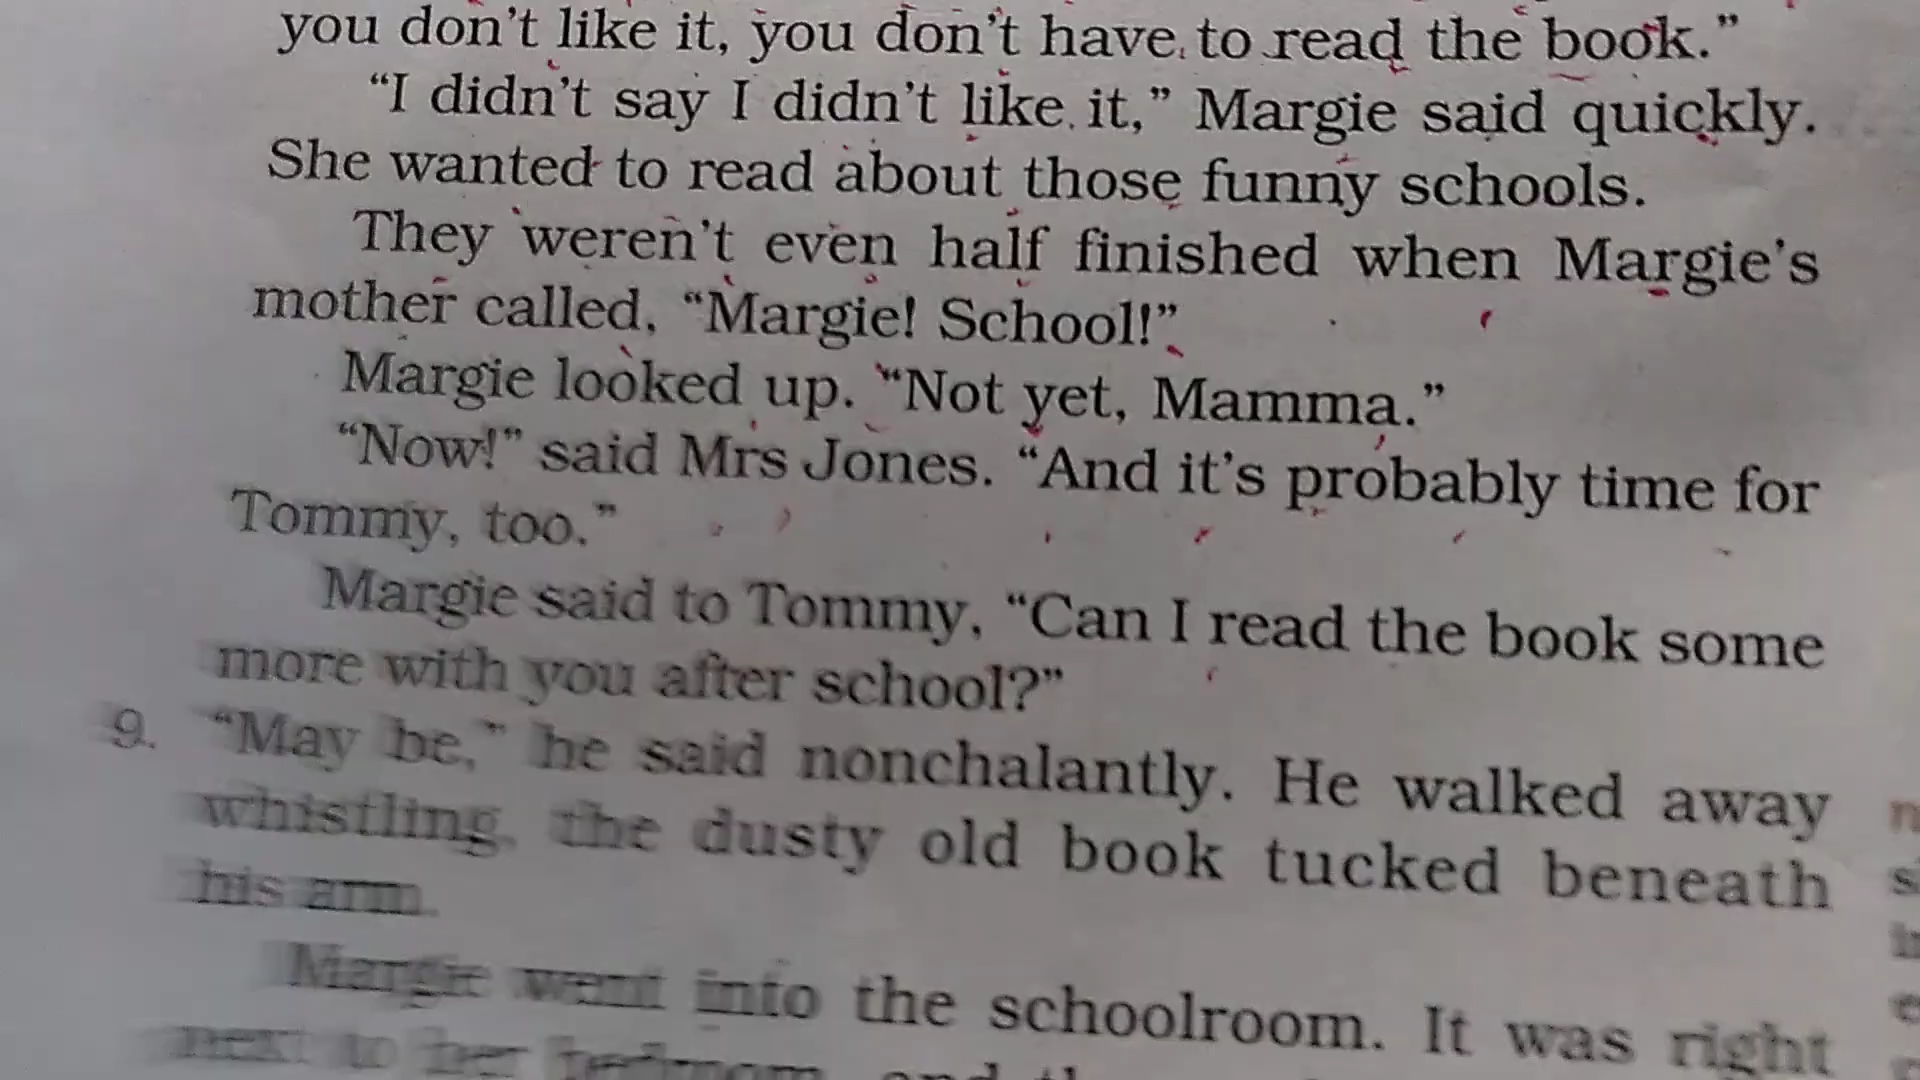 you don't like it, you don't have to read the book."
"I didn't say I didn't like it," Margie said quickly.
She wanted to read about those funny schools.
They weren't even half finished when Margie's
mother called, "Margie! School!"
Margie looked up. "Not yet, Mamma."
"Now!" said Mrs Jones. "And it's probably time for
Tommy, too."
Margie said to Tommy, "Can I read the book some
more with you after school?"
9. "May be," he said nonchalantly. He walked away
whistling, the dusty old book tucked beneath
his arm.
Margie went into the schoolroom. It was right
next to her bedroom, and